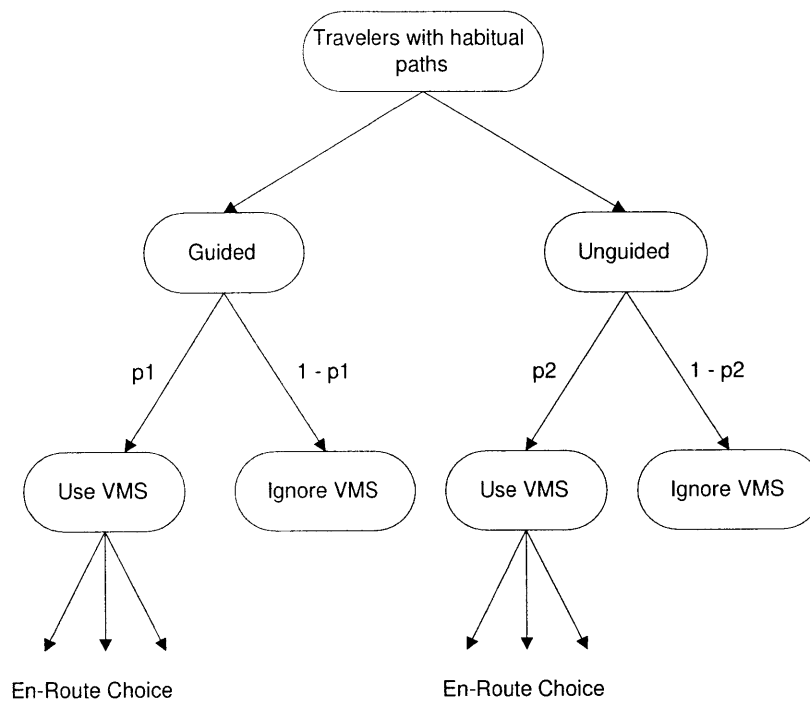 Travelers with habitual
paths
Guided
Unguided
p1
1 - p1
p2
1 - p2
Use VMS
Ignore VMS
Use VMS
Ignore VMS
En-Route Choice
En-Route Choice